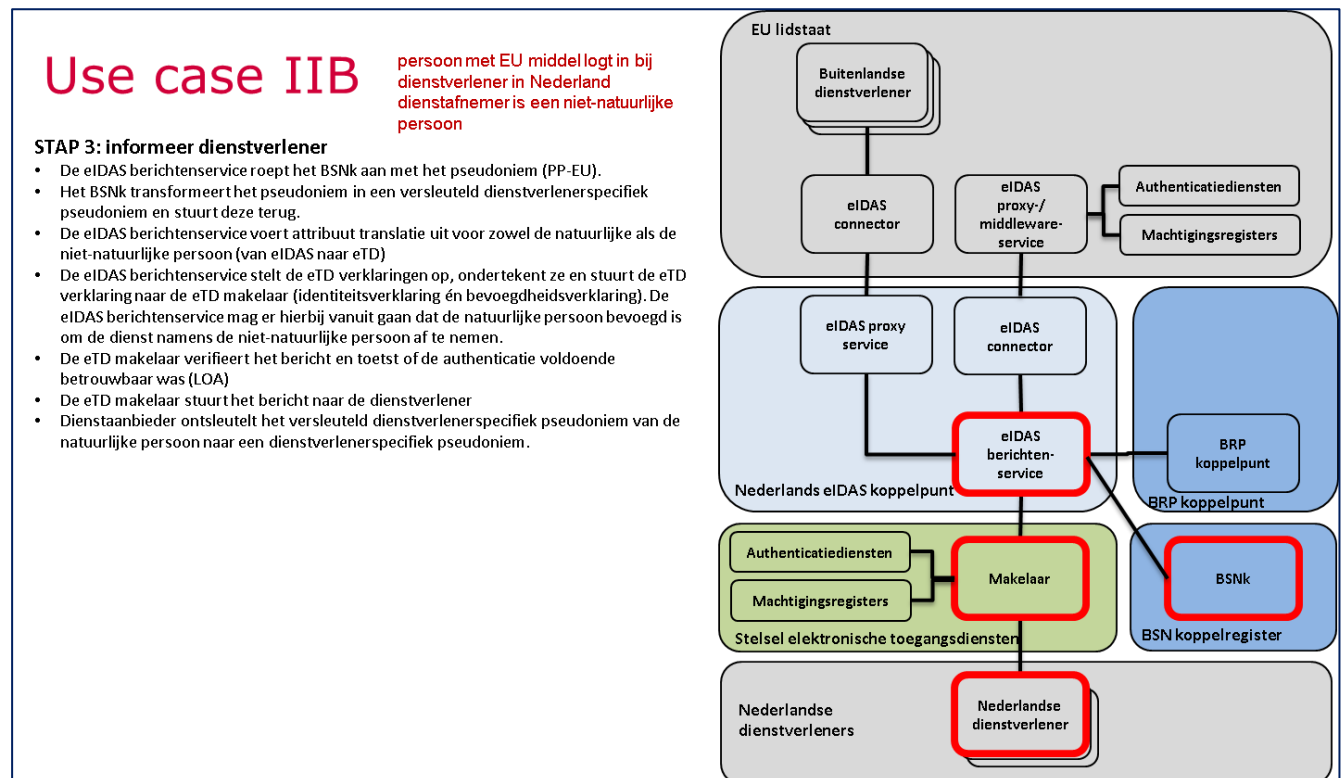 Use case IIB
persoon met EU middel logt in bij
dienstverlener in Nederland
dienstafnemer is een niet-natuurlijke
persoon
STAP 3: informeer dienstverlener
• De eIDAS berichtenservice roept het BSNk aan met het pseudoniem (PP-EU).
• Het BSNk transformeert het pseudoniem in een versleuteld dienstverlenerspecifiek
pseudoniem en stuurt deze terug.
• De eIDAS berichtenservice voert attribuut translatie uit voor zowel de natuurlijke als de
niet-natuurlijke persoon (van eIDAS naar eTD)
• De eIDAS berichtenservice stelt de eTD verklaringen op, ondertekent ze en stuurt de eTD
verklaring naar de eTD makelaar (identiteitsverklaring én bevoegdheidsverklaring). De
eIDAS berichtenservice mag er hierbij vanuit gaan dat de natuurlijke persoon bevoegd is
om de dienst namens de niet-natuurlijke persoon af te nemen.
• De eTD makelaar verifieert het bericht en toetst of de authenticatie voldoende
betrouwbaar was (LOA)
• De eTD makelaar stuurt het bericht naar de dienstverlener
• Dienstaanbieder ontsleutelt het versleuteld dienstverlenerspecifiek pseudoniem van de
natuurlijke persoon naar een dienstverlenerspecifiek pseudoniem.
EU lidstaat
Buitenlandse
dienstverlener
eIDAS
connector
eIDAS
proxy-/
middleware-
service
Authenticatiediensten
Machtigingsregisters
eIDAS proxy
service
eIDAS
connector
eIDAS
berichten-
service
Nederlands eIDAS koppelpunt
BRP
koppelpunt
BRP koppelpunt
Authenticatiediensten
Machtigingsregisters
Makelaar
Stelsel elektronische toegangsdiensten
BSNk
BSN koppelregister
Nederlandse
dienstverleners
Nederlandse
dienstverlener